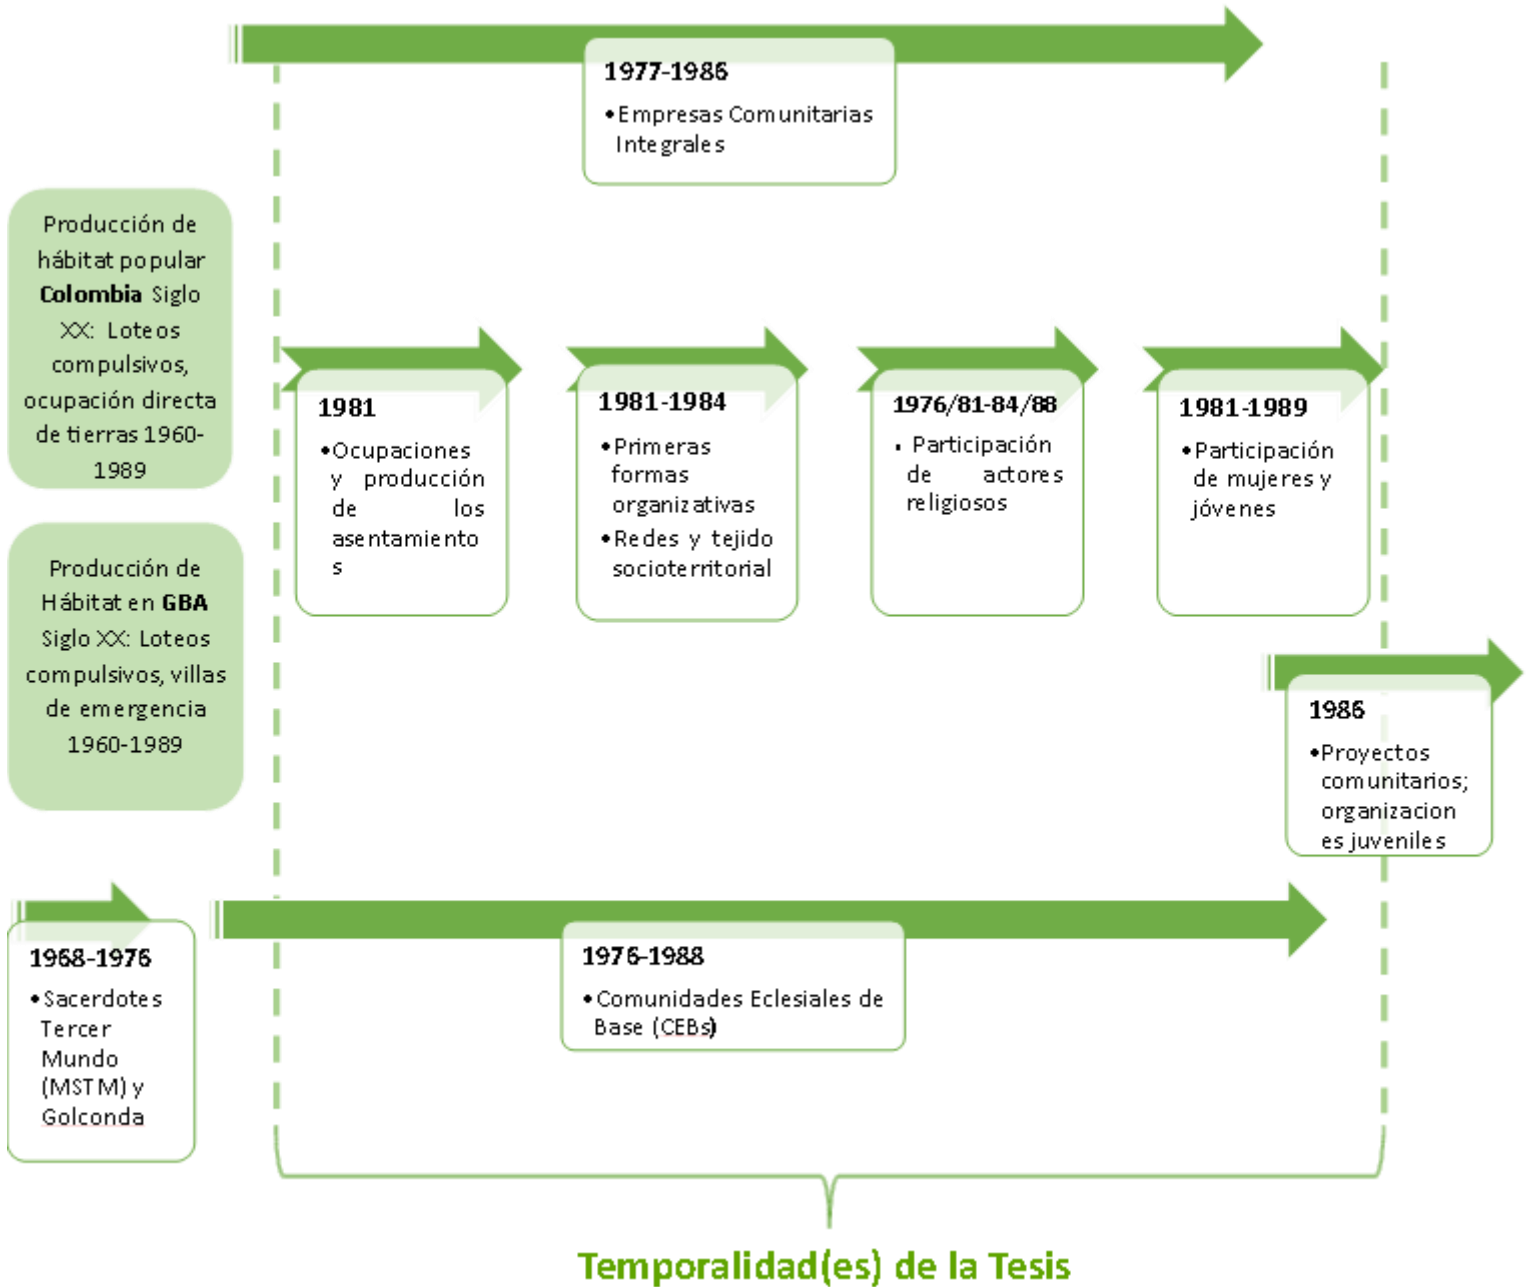 1977-1986
•Empresas Comunitarias
Integrales
Producción de
hábitat popular
Colombia Siglo
XX: Loteos
compulsivos,
ocupación directa
de tierras 1960-
1989
1981
•Ocupaciones
y producción
de los
asentamiento
s
1981-1984
•Primeras
formas
organizativas
•Redes y tejido
socioterritorial
1976/81-84/88
• Participación
de actores
religiosos
1981-1989
•Participación
de mujeres y
jóvenes
Producción de
Hábitat en GBA
Siglo XX: Loteos
compulsivos, villas
de emergencia
1960-1989
1986
•Proyectos
comunitarios;
organizacion
es juveniles
1968-1976
•Sacerdotes
Tercer
Mundo
(MSTM) y
Golconda
1976-1988
•Comunidades Eclesiales de
Base (CEBs)
Temporalidad(es) de la Tesis